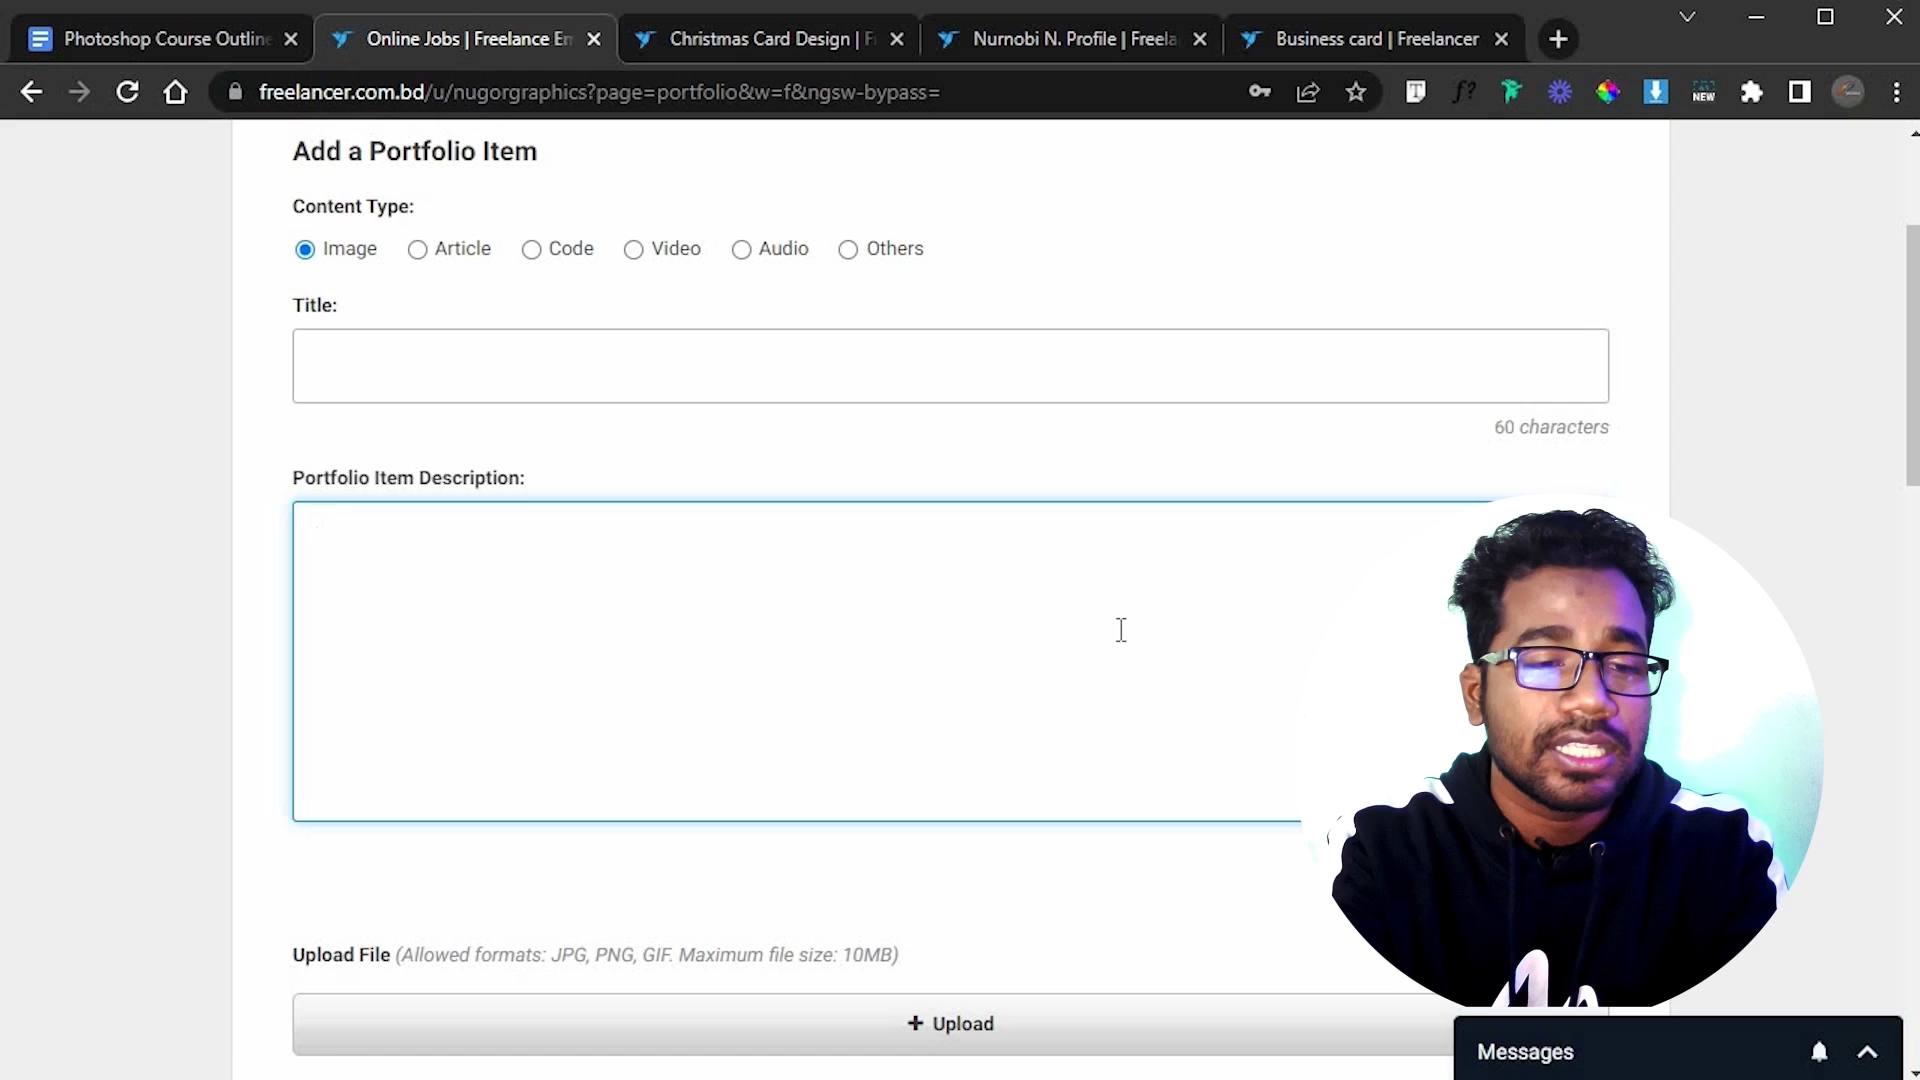 Photoshop Course Outline
Online Jobs | Freelance Em
Christmas Card Design | F
Nurnobi N. Profile | Freela
Business card | Freelancer
freelancer.com.bd/u/nugorgraphics?page=portfolio&w=f&ngsw-bypass=
T
f?
NEW
Add a Portfolio Item
Content Type:
Image
Article
Code
Video
Audio
Others
Title:
60 characters
Portfolio Item Description:
Upload File (Allowed formats: JPG, PNG, GIF. Maximum file size: 10MB)
+ Upload
Messages